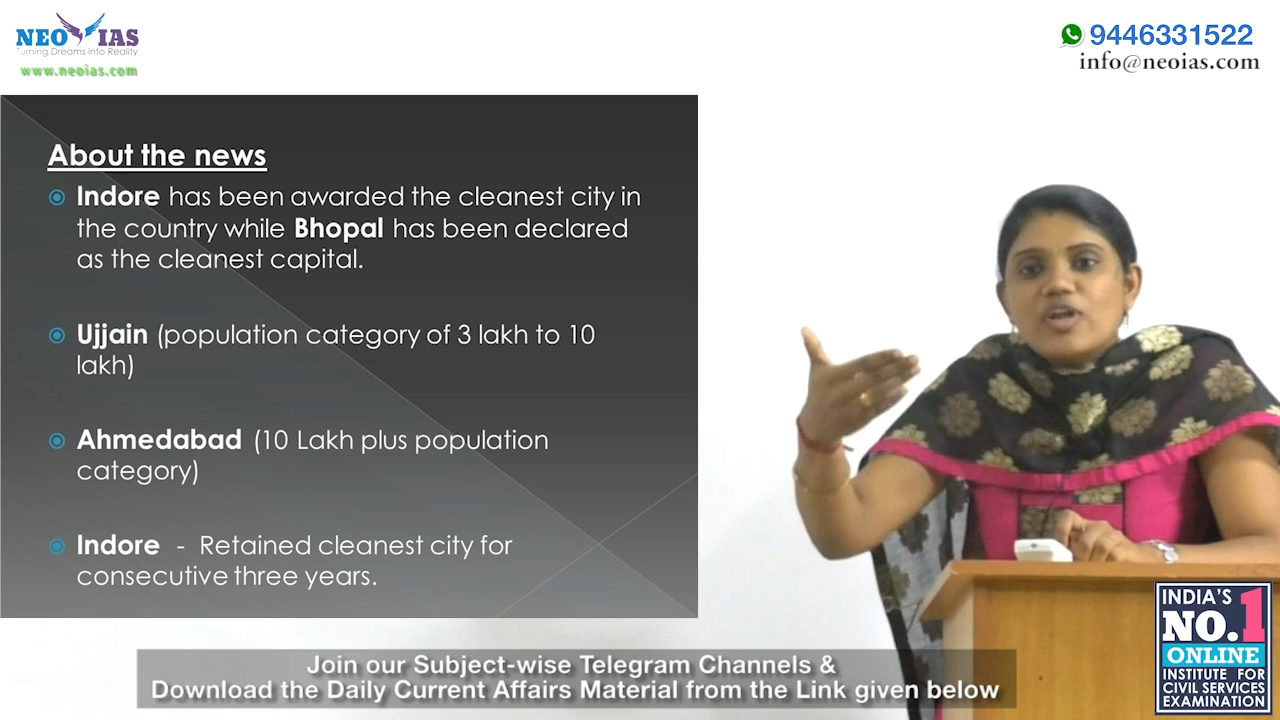 NEO IAS
Turning Dreams into Reality
www.neoias.com
9446331522
info@neoias.com
About the news
Indore has been awarded the cleanest city in
the country while Bhopal has been declared
as the cleanest capital.
Ujjain (population category of 3 lakh to 10
lakh)
Ahmedabad (10 Lakh plus population
category)
Indore - Retained cleanest city for
consecutive three years.
Join our Subject-wise Telegram Channels &
Download the Daily Current Affairs Material from the Link given below
INDIA'S
NO.1
ONLINE
INSTITUTE FOR
CIVIL SERVICES
EXAMINATION